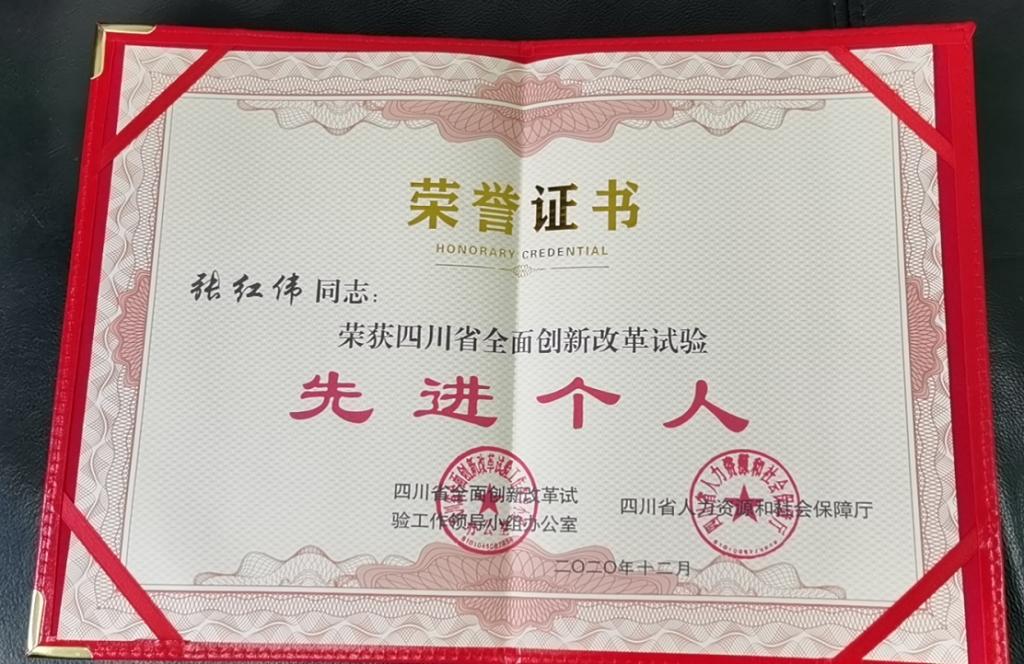 荣誉证书
HONORARY CREDENTIAL
张红伟同志：
荣获四川省全面创新改革试验
先进个人
四川省全面创新改革试
验工作领导小组办公室
四川省人力资源和社会保障厅
二〇二〇年十二月